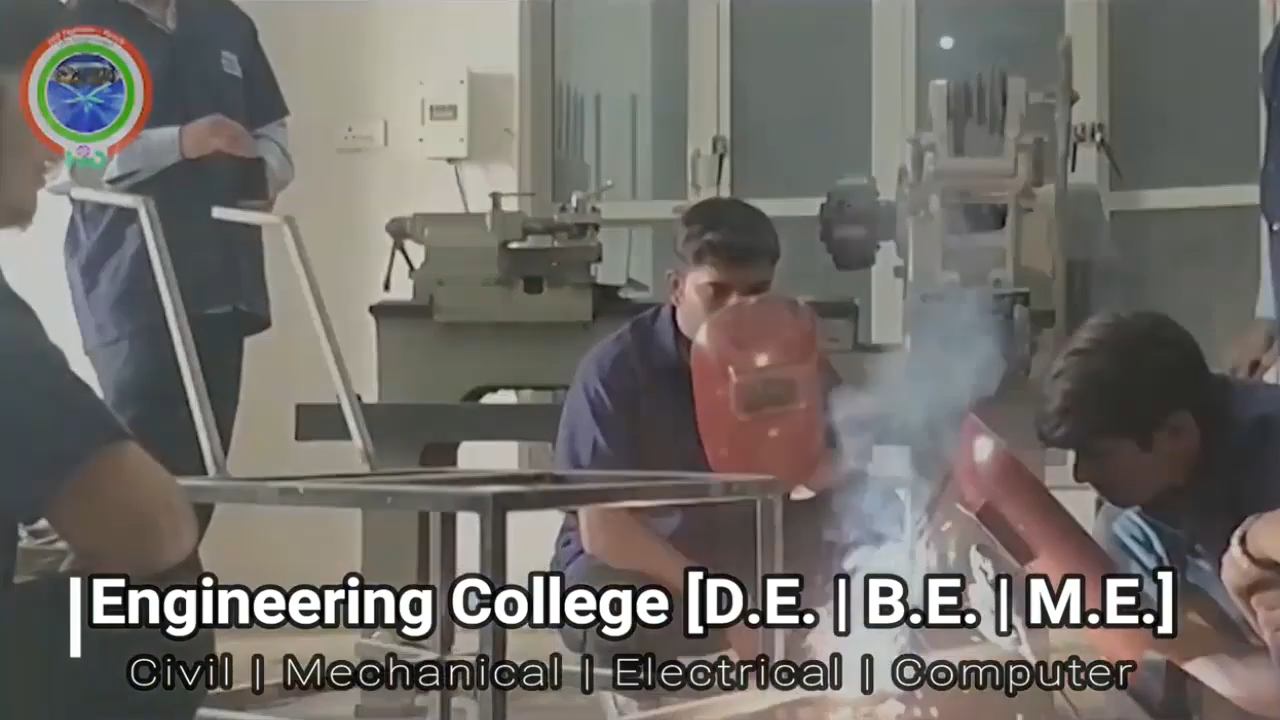 Engineering College [D.E. | B.E. | M.E.]
Civil | Mechanical | Electrical | Computer